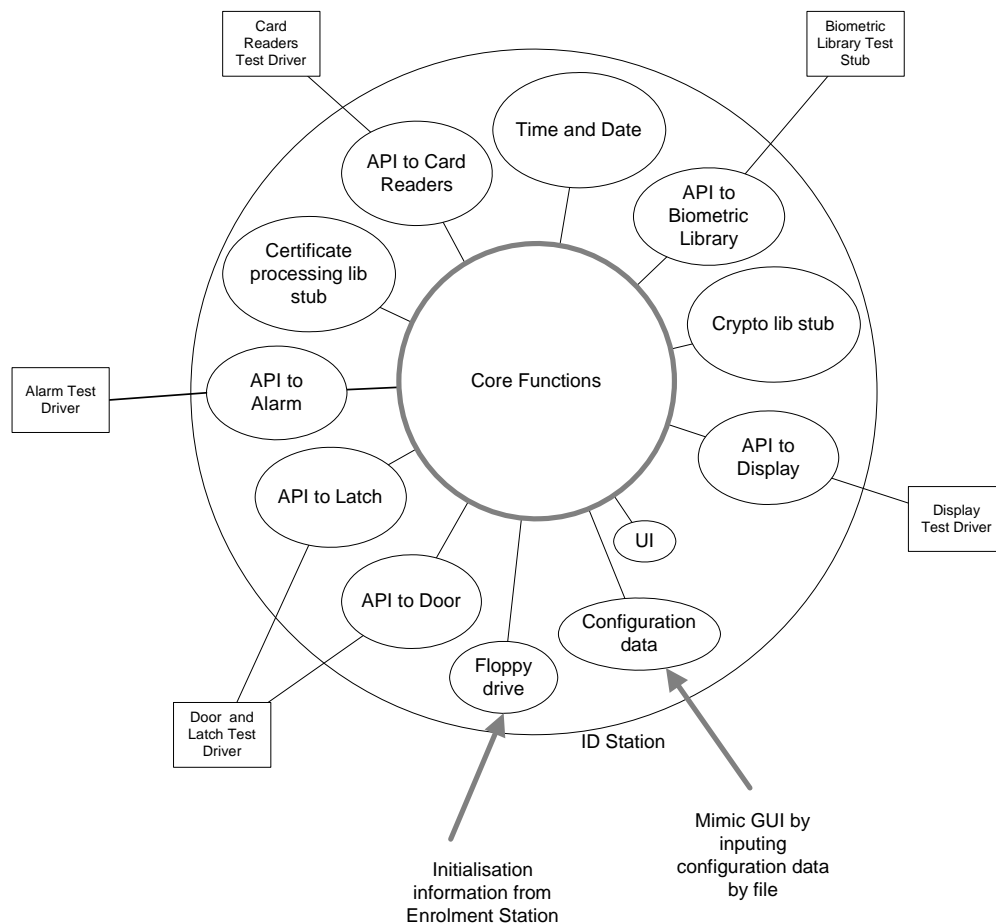 Card
Readers
Test Driver
Biometric
Library Test
Stub
Time and Date
API to Card
Readers
API to
Biometric
Library
Certificate
processing lib
stub
Crypto lib stub
Core Functions
Alarm Test
Driver
API to
Alarm
API to
Display
API to Latch
Display
Test Driver
UI
API to Door
Configuration
data
Floppy
drive
Door  and
Latch Test
Driver
ID Station
Mimic GUI by
inputing
configuration data
by file
Initialisation
information from
Enrolment Station